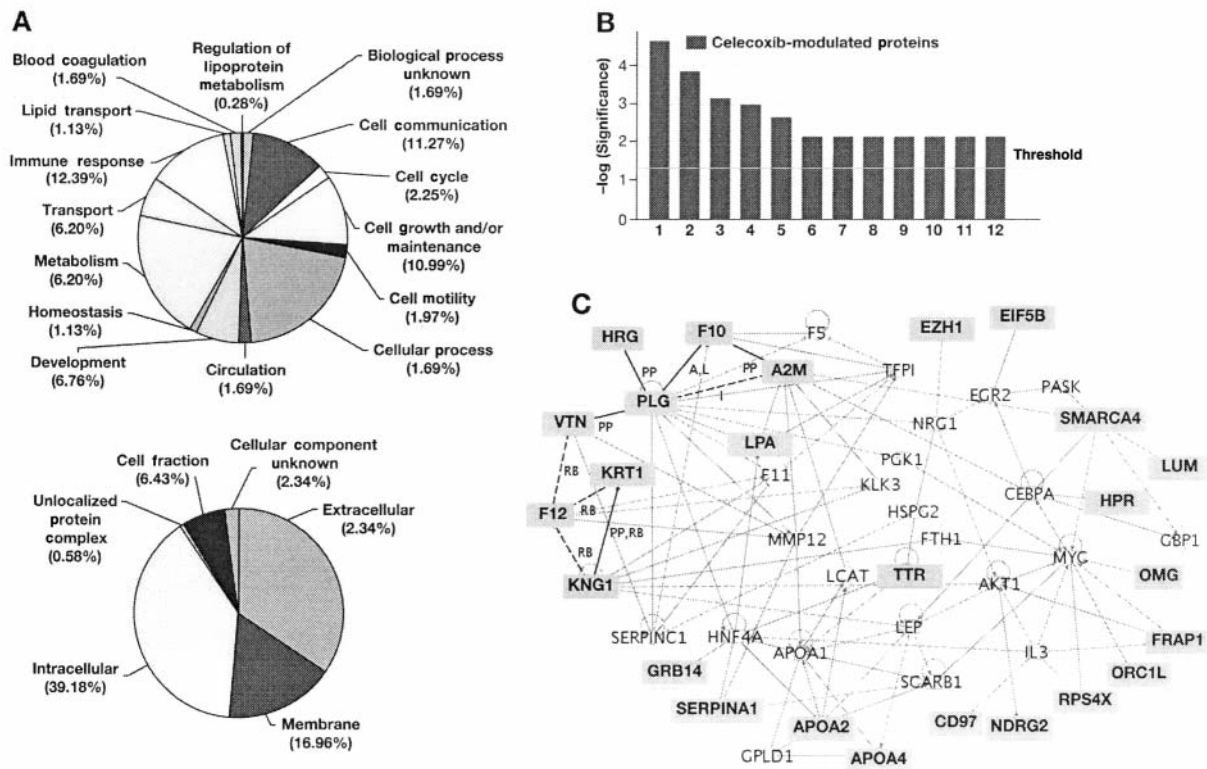 A
Blood coagulation
(1.69%)
Regulation of
lipoprotein
metabolism
(0.28%)
Biological process
unknown
(1.69%)
Lipid transport
(1.13%)
Cell communication
(11.27%)
Immune response
(12.39%)
Cell cycle
(2.25%)
Transport
(6.20%)
Cell growth and/or
maintenance
(10.99%)
Metabolism
(6.20%)
Cell motility
(1.97%)
Homeostasis
(1.13%)
Cellular process
(1.69%)
Development
(6.76%)
Circulation
(1.69%)
Cell fraction
(6.43%)
Cellular component
unknown
(2.34%)
Unlocalized
protein
complex
(0.58%)
Extracellular
(2.34%)
Intracellular
(39.18%)
Membrane
(16.96%)
B
Celecoxib-modulated proteins
–log (Significance)
4
3
2
1
0
Threshold
1 2 3 4 5 6 7 8 9 10 11 12
C
HRG
F10
F5
EZH1
EIF5B
PP
A,L
PP
A2M
TFPI
I
PLG
EGR2
PASK
SMARCA4
VTN
PP
NRG1
LPA
F11
PGK1
LUM
RB
KRT1
KLK3
CEBPA
HPR
F12
RB
HSPG2
PP,RB
MMP12
FTH1
MYC
GBP1
RB
KNG1
LCAT
TTR
AKT1
OMG
SERPINC1
HNF4A
APOA1
LEP
IL3
FRAP1
GRB14
SCARB1
ORC1L
SERPINA1
RPS4X
APOA2
CD97
NDRG2
GPLD1
APOA4